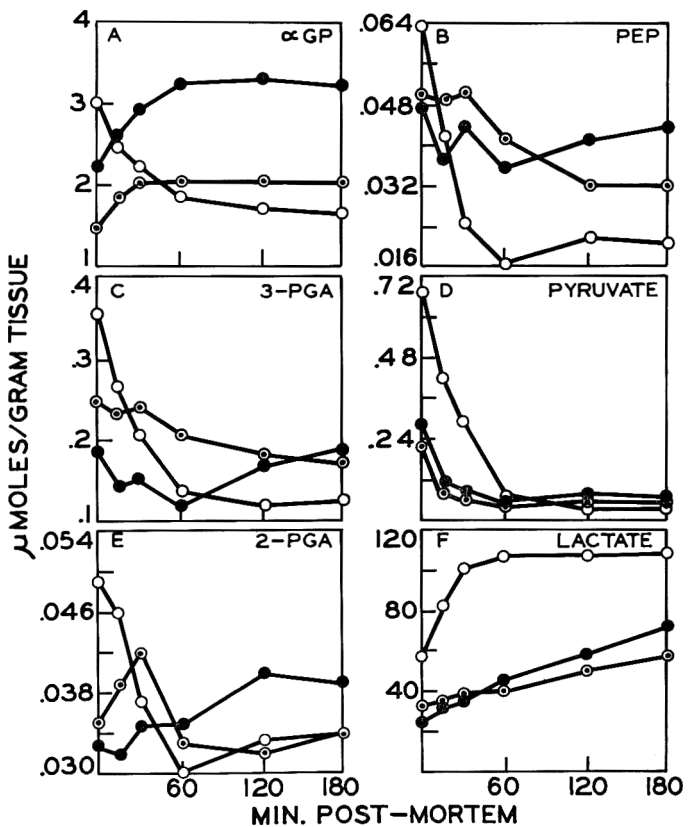 4
A
∝ GP
3
2
1
.064
B
PEP
.048
.032
.016
.4
C
3-PGA
.3
.2
.1
.72
D
PYRUVATE
.48
.24
.054
E
2-PGA
.046
.038
.030
60
120
180
120
F
LACTATE
80
40
60
120
180
μMOLES/GRAM TISSUE
MIN. POST-MORTEM